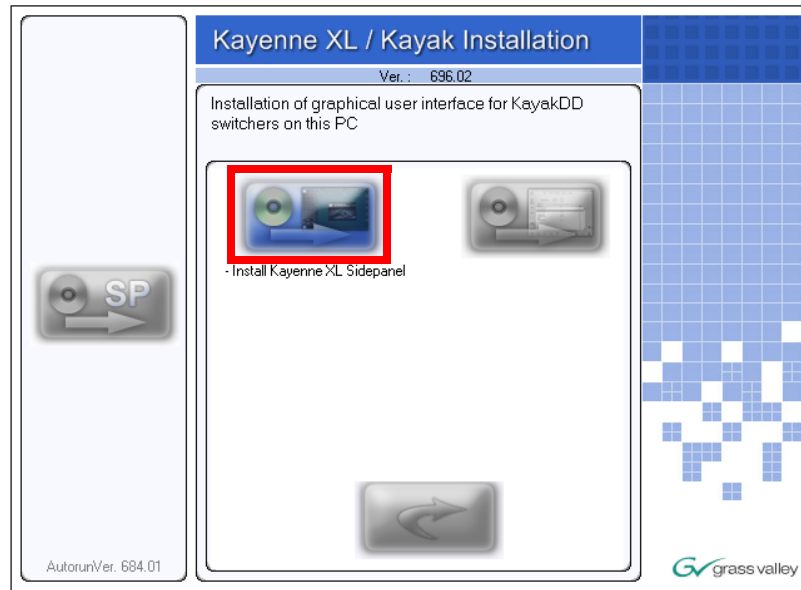 Kayenne XL / Kayak Installation
Ver. : 696.02
Installation of graphical user interface for KayakDD
switchers on this PC
- Install Kayenne XL Sidepanel
SP
AutorunVer. 684.01
GV grass valley